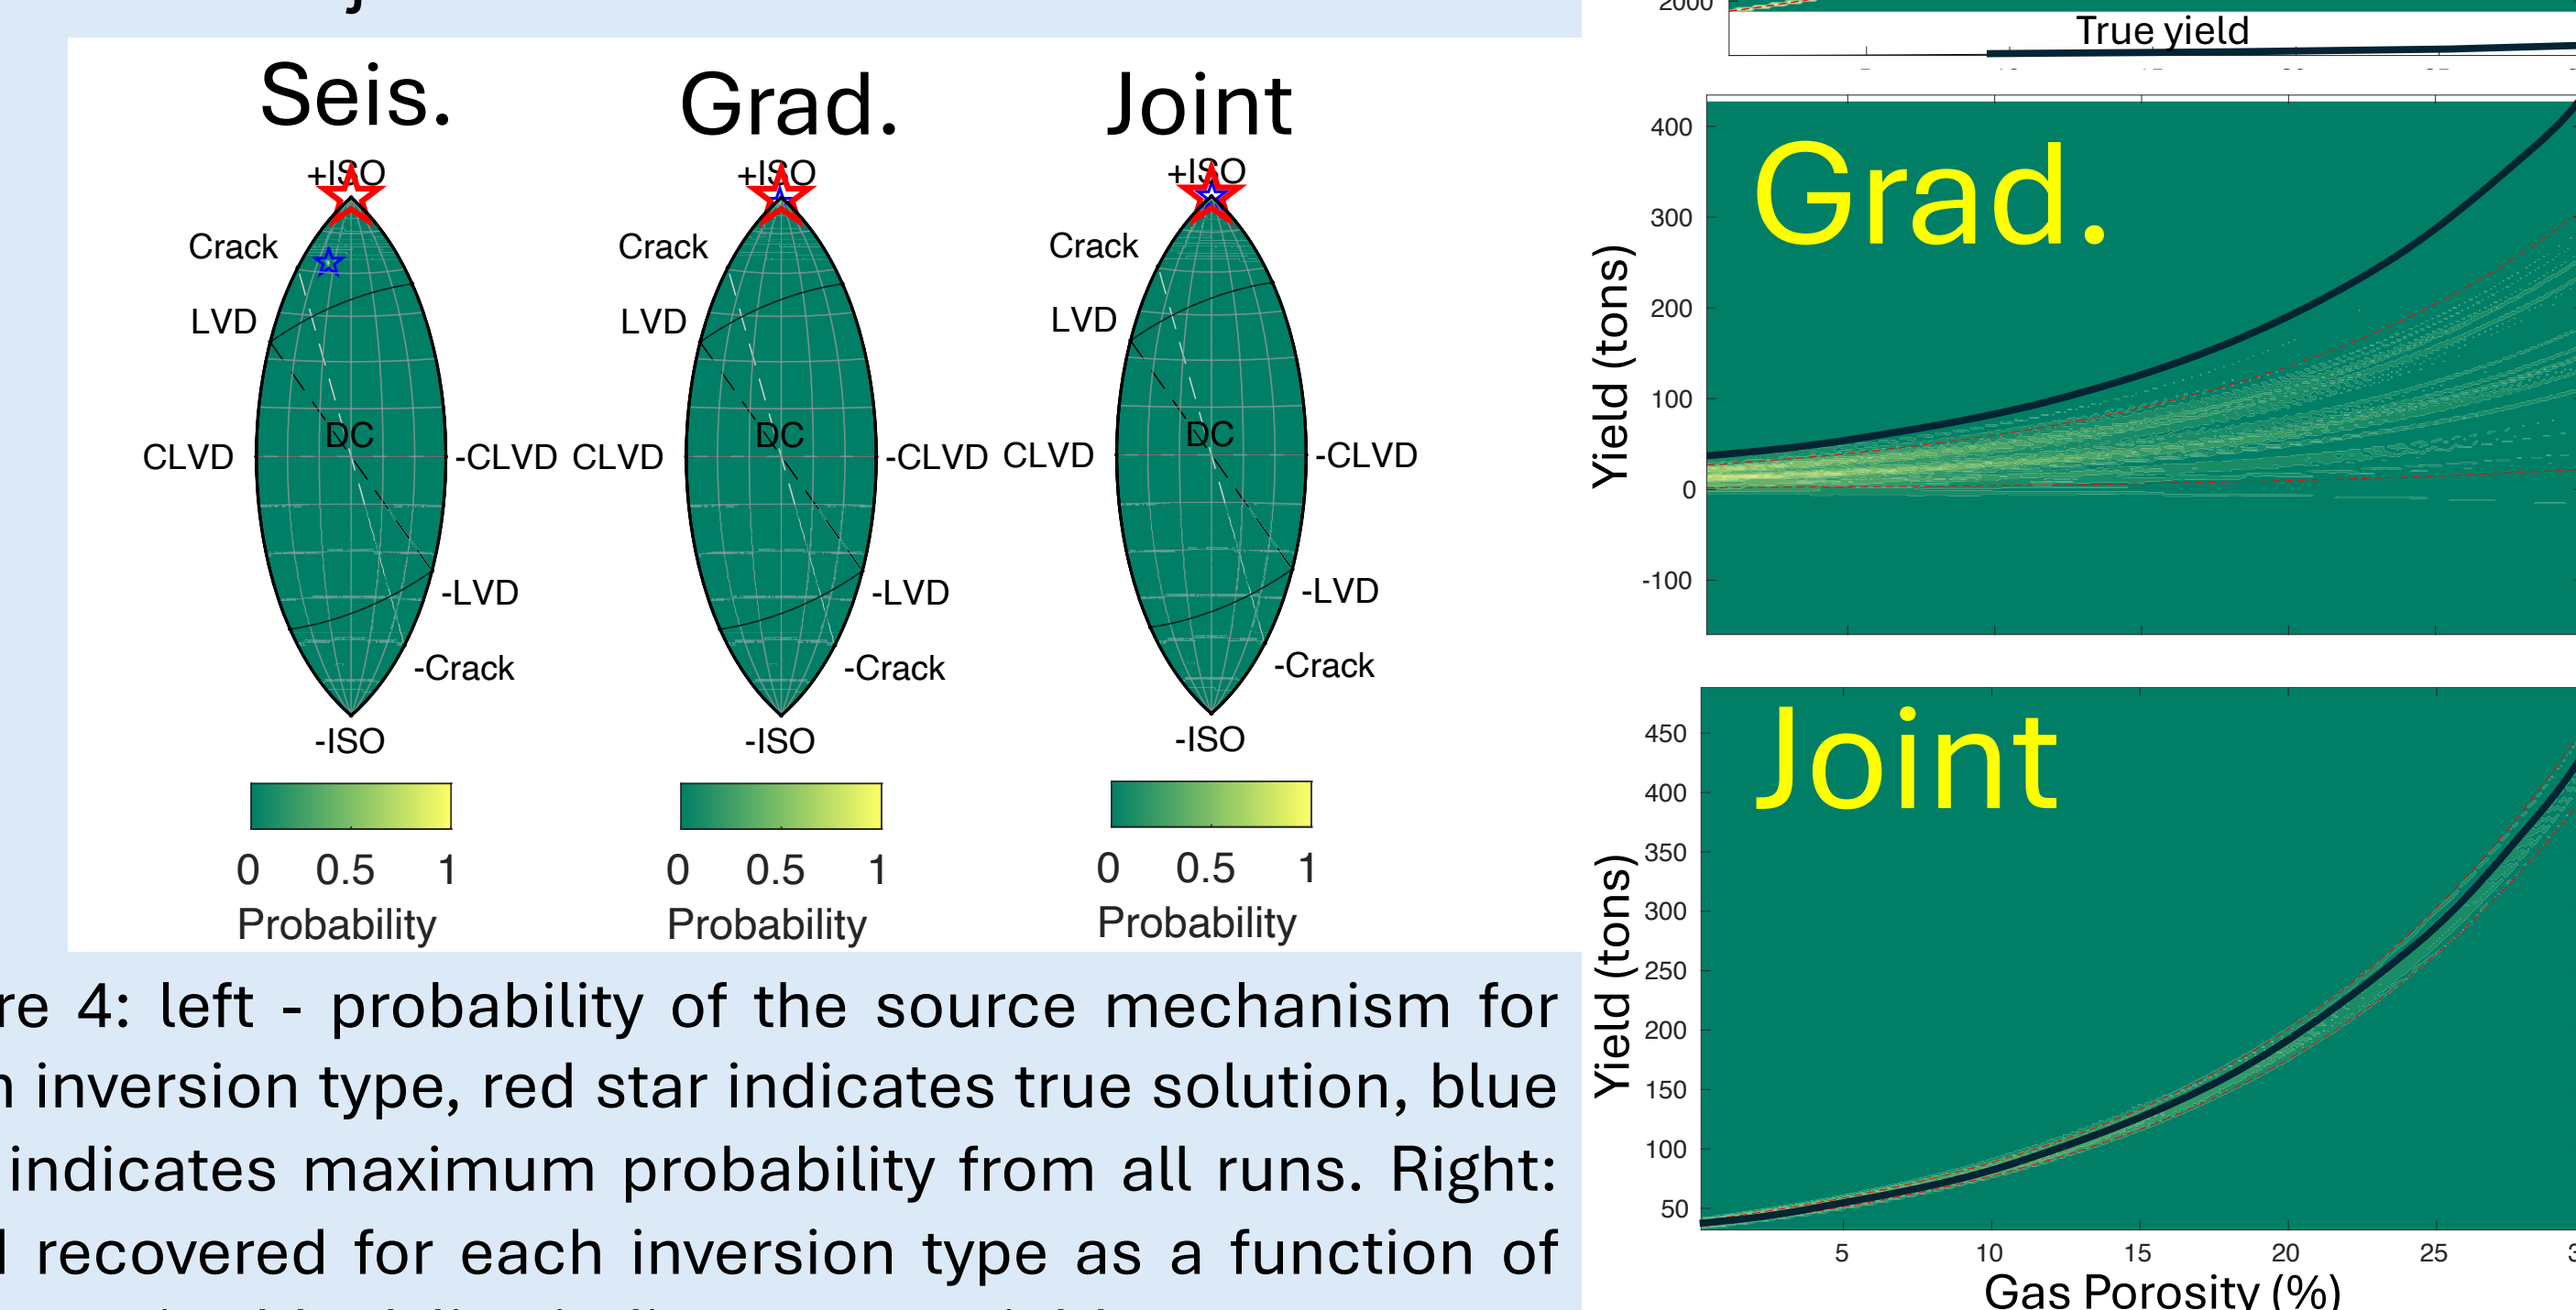 Seis.
Grad.
Joint
+ISO
+ISO
+ISO
Crack
Crack
Crack
LVD
LVD
LVD
DC
DC
DC
CLVD
-CLVD
CLVD
-CLVD
CLVD
-CLVD
-LVD
-LVD
-LVD
-Crack
-Crack
-Crack
-ISO
-ISO
-ISO
0 0.5 1
0 0.5 1
0 0.5 1
Probability
Probability
Probability
re 4: left - probability of the source mechanism for
inversion type, red star indicates true solution, blue
indicates maximum probability from all runs. Right:
recovered for each inversion type as a function of
2000
True yield
Grad.
Yield (tons)
400
300
200
100
0
-100
Joint
Yield (tons)
450
400
350
300
250
200
150
100
50
5 10 15 20 25
Gas Porosity (%)